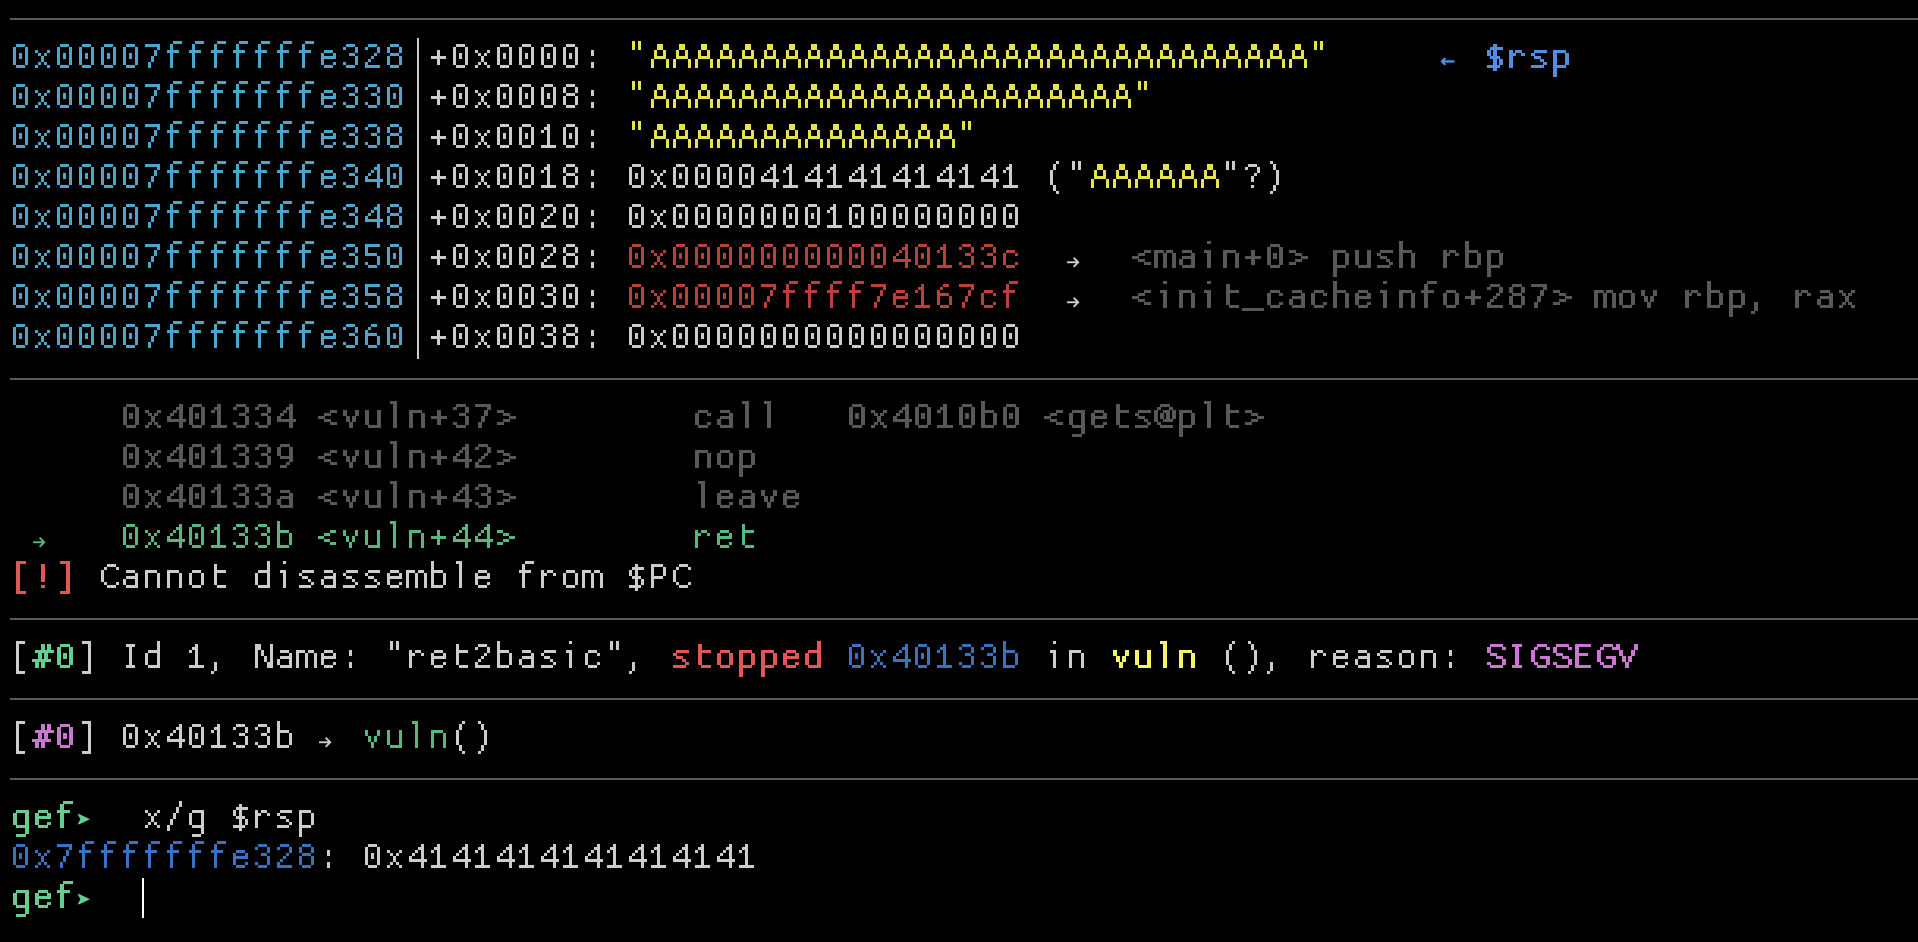 0x00007fffffffe328│+0x0000: "AAAAAAAAAAAAAAAAAAAAAAAAAAAAAA" ← $rsp
0x00007fffffffe330│+0x0008: "AAAAAAAAAAAAAAAAAAAAAA"
0x00007fffffffe338│+0x0010: "AAAAAAAAAAAAAA"
0x00007fffffffe340│+0x0018: 0x0000414141414141 ("AAAAAA"?)
0x00007fffffffe348│+0x0020: 0x0000000100000000
0x00007fffffffe350│+0x0028: 0x000000000040133c → <main+0> push rbp
0x00007fffffffe358│+0x0030: 0x00007ffff7e167cf → <init_cacheinfo+287> mov rbp, rax
0x00007fffffffe360│+0x0038: 0x0000000000000000
0x401334 <vuln+37> call 0x4010b0 <gets@plt>
0x401339 <vuln+42> nop
0x40133a <vuln+43> leave
→ 0x40133b <vuln+44> ret
[!] Cannot disassemble from $PC
[#0] Id 1, Name: "ret2basic", stopped 0x40133b in vuln (), reason: SIGSEGV
[#0] 0x40133b → vuln()
gef➤ x/g $rsp
0x7fffffffe328: 0x4141414141414141
gef➤